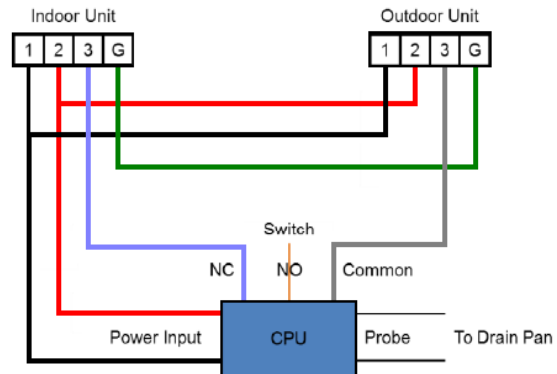 Indoor Unit
Outdoor Unit
1 2 3 G
1 2 3 G
Switch
NC NO Common
Power Input CPU Probe To Drain Pan